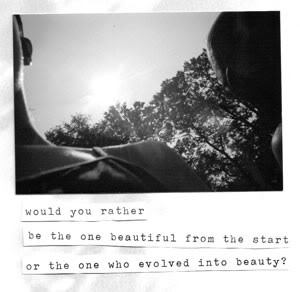 would you rather
be the one beautiful from the start
or the one who evolved into beauty?